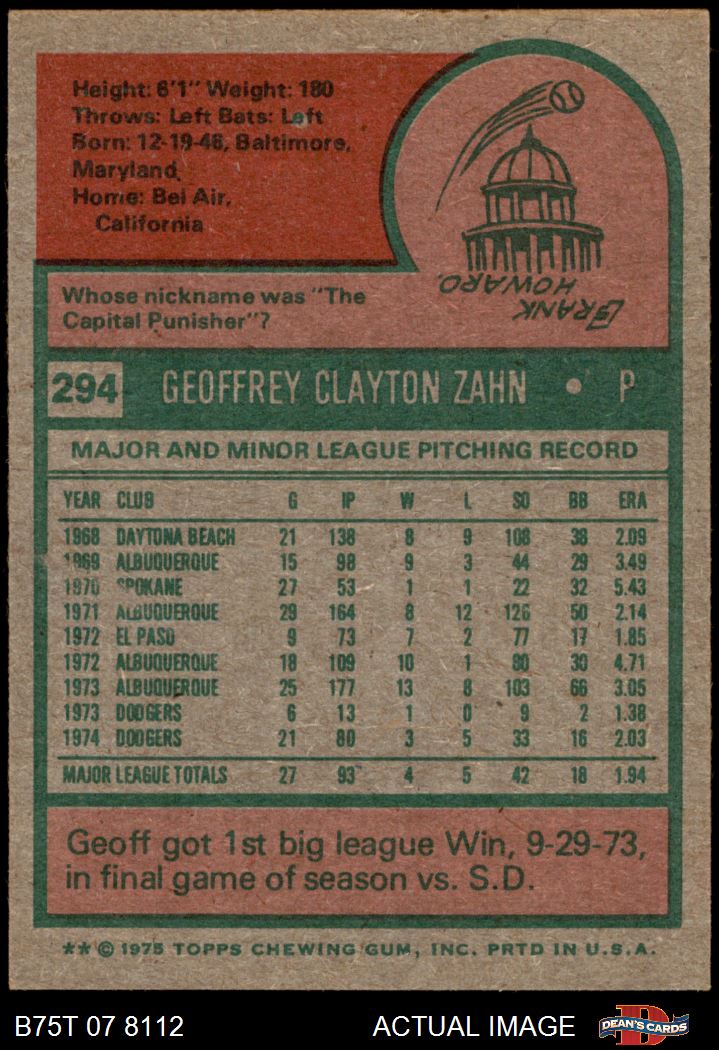 Height: 6'1" Weight: 180
Throws: Left Bats: Left
Born: 12-19-46, Baltimore,
Maryland.
Home: Bel Air,
California
FRANK
HOWARD.
Whose nickname was "The
Capital Punisher"?
294 GEOFFREY CLAYTON ZAHN • P
MAJOR AND MINOR LEAGUE PITCHING RECORD
YEAR CLUB G IP W L SO BB ERA
1968 DAYTONA BEACH 21 138 8 9 108 38 2.09
1969 ALBUQUERQUE 15 98 9 3 44 29 3.49
1970 SPOKANE 27 53 1 1 22 32 5.43
1971 ALBUQUERQUE 29 164 8 12 126 50 2.14
1972 EL PASO 9 73 7 2 77 17 1.85
1972 ALBUQUERQUE 18 109 10 1 80 30 4.71
1973 ALBUQUERQUE 25 177 13 8 103 66 3.05
1973 DODGERS 6 13 1 0 9 2 1.38
1974 DODGERS 21 80 3 5 33 16 2.03
MAJOR LEAGUE TOTALS 27 93 4 5 42 18 1.94
Geoff got 1st big league Win, 9-29-73,
in final game of season vs. S.D.
** © 1975 TOPPS CHEWING GUM, INC. PRTD IN U.S.A.
B75T 07 8112 ACTUAL IMAGE DEAN'S CARDS